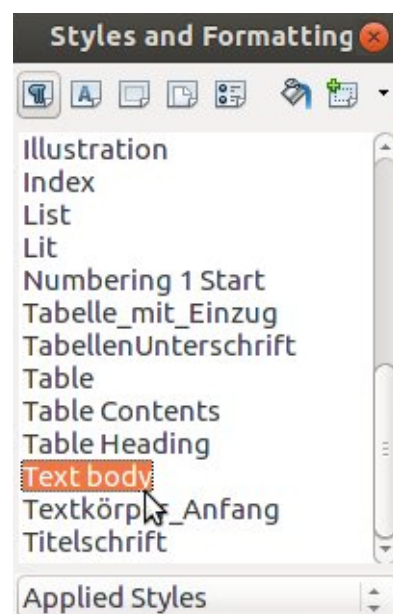 Styles and Formatting
Illustration
Index
List
Lit
Numbering 1 Start
Tabelle_mit_Einzug
TabellenUnterschrift
Table
Table Contents
Table Heading
Text body
Textkörper_Anfang
Titelschrift
Applied Styles